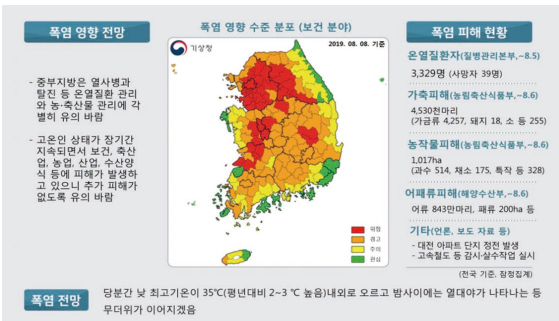 폭염 영향 전망
- 중부지방은 열사병과
탈진 등 온열질환 관리
와 농·축산물 관리에 각
별히 유의 바람
- 고온인 상태가 장기간
지속되면서 보건, 축산
업, 농업, 산업, 수산양
식 등에 피해가 발생하
고 있으니 추가 피해가
없도록 유의 바람
폭염 영향 수준 분포 (보건 분야)
기상청
2019. 08. 08. 기준
위험
경고
주의
관심
폭염 피해 현황
온열질환자(질병관리본부,~8.5)
3,329명 (사망자 39명)
가축피해(농림축산식품부,~8.6)
4,530천마리
(가금류 4,257, 돼지 18, 소 등 255)
농작물피해(농림축산식품부,~8.6)
1,017ha
(과수 514, 채소 175, 특작 등 328)
어패류피해(해양수산부,~8.6)
어류 843만마리, 패류 200ha 등
기타(언론, 보도 자료 등)
- 대전 아파트 단지 정전 발생
- 고속철도 등 감시·살수작업 실시
(전국 기준, 잠정집계)
폭염 전망
당분간 낮 최고기온이 35℃(평년대비 2~3 ℃ 높음)내외로 오르고 밤사이에는 열대야가 나타나는 등
무더위가 이어지겠음